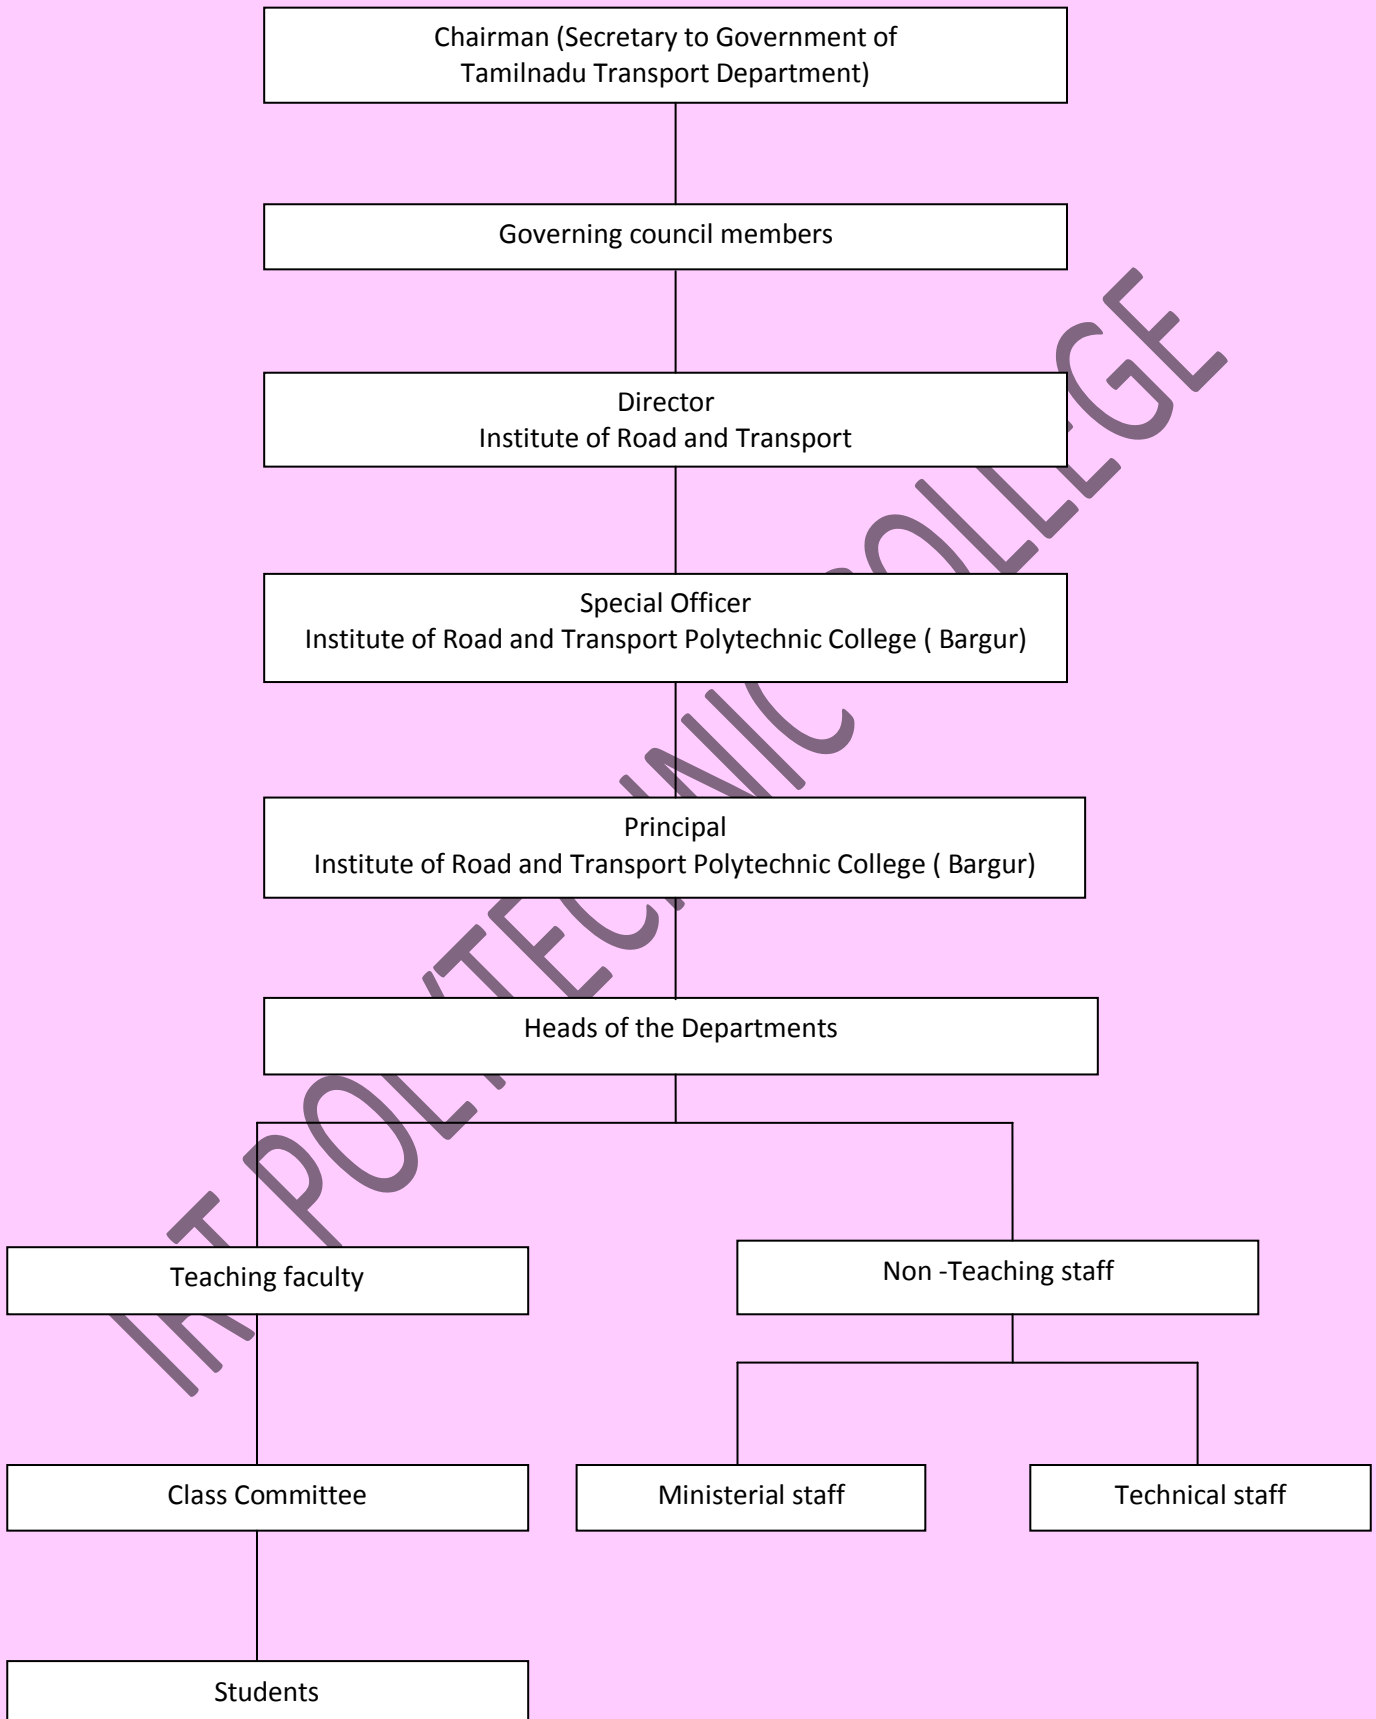 Chairman (Secretary to Government of
Tamilnadu Transport Department)
Governing council members
Director
Institute of Road and Transport
Special Officer
Institute of Road and Transport Polytechnic College ( Bargur)
Principal
Institute of Road and Transport Polytechnic College ( Bargur)
Heads of the Departments
Teaching faculty
Non -Teaching staff
Class Committee
Ministerial staff
Technical staff
Students
IRT POLYTECHNIC COLLEGE